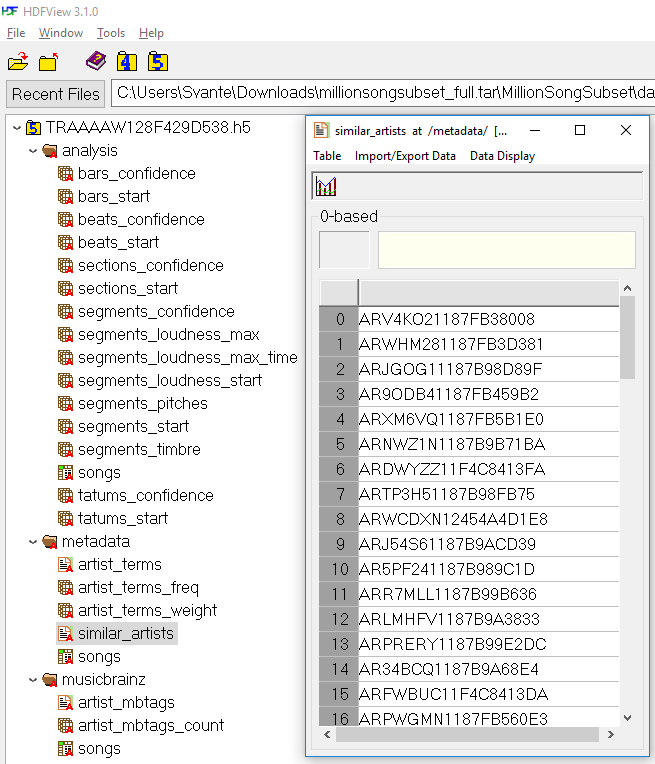 HDF HDFView 3.1.0
File Window Tools Help
4 5
Recent Files C:\Users\Svante\Downloads\millionsongsubset_full.tar\MillionSongSubset\da
5 TRAAAAW128F429D538.h5
analysis
bars_confidence
bars_start
beats_confidence
beats_start
sections_confidence
sections_start
segments_confidence
segments_loudness_max
segments_loudness_max_time
segments_loudness_start
segments_pitches
segments_start
segments_timbre
songs
tatums_confidence
tatums_start
metadata
artist_terms
artist_terms_freq
artist_terms_weight
similar_artists
songs
musicbrainz
artist_mbtags
artist_mbtags_count
songs
similar_artists at /metadata/ [...
Table Import/Export Data Data Display
0-based
0 ARV4KO21187FB38008
1 ARWHM281187FB3D381
2 ARJGOG11187B98D89F
3 AR9ODB41187FB459B2
4 ARXM6VQ1187FB5B1E0
5 ARNWZ1N1187B9B71BA
6 ARDWYZZ11F4C8413FA
7 ARTP3H51187B98FB75
8 ARWCDXN12454A4D1E8
9 ARJ54S61187B9ACD39
10 AR5PF241187B989C1D
11 ARR7MLL1187B99B636
12 ARLMHFV1187B9A3833
13 ARPRERY1187B99E2DC
14 AR34BCQ1187B9A68E4
15 ARFWBUC11F4C8413DA
16 ARPWGMN1187FB560E3